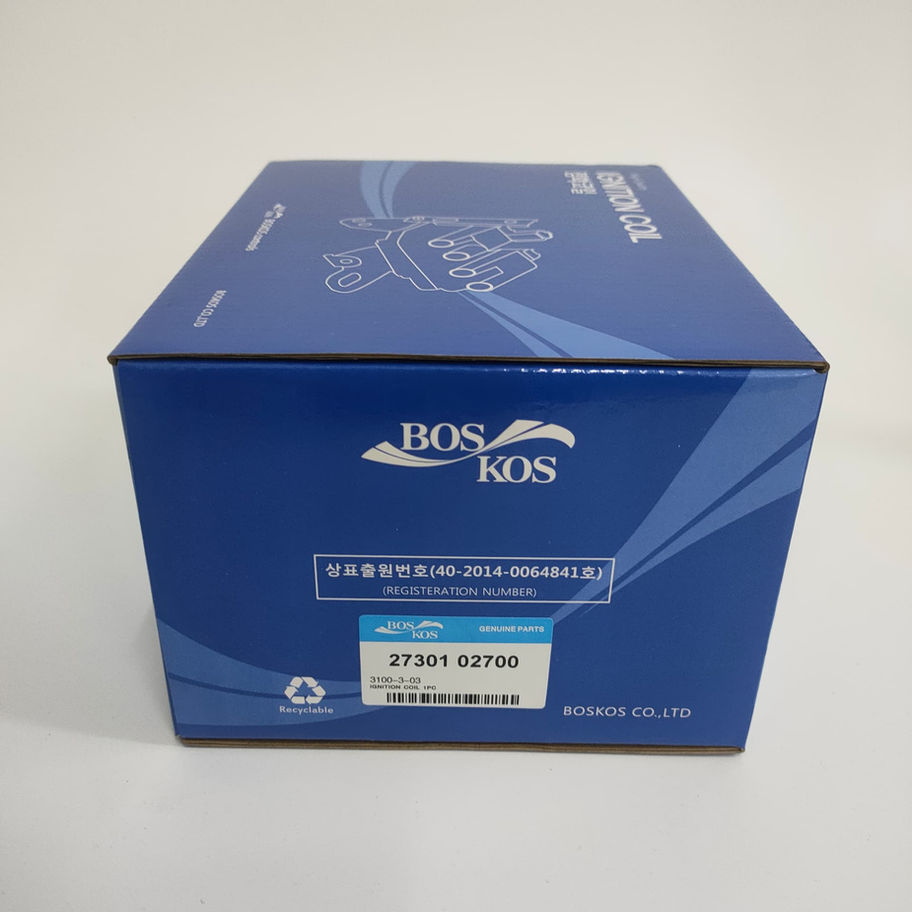 IGNITION COIL
BOSKOS CO.,LTD
BOS
KOS
상표출원번호(40-2014-0064841호)
(REGISTERATION NUMBER)
BOS
KOS
GENUINE PARTS
27301 02700
3100-3-03
IGNITION COIL 1PC
Recyclable
BOSKOS CO.,LTD